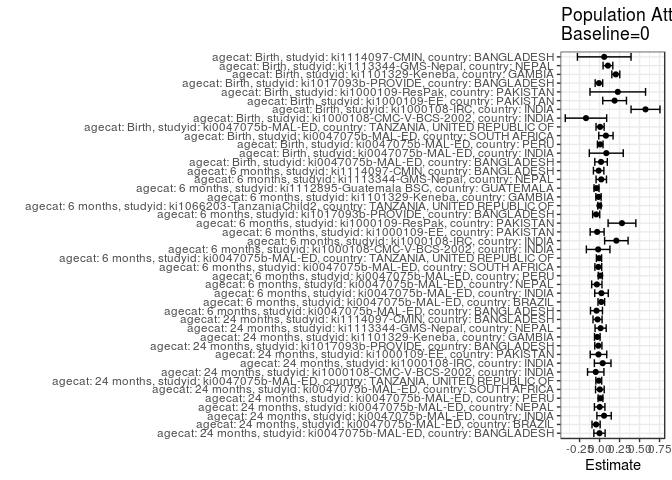 Population Att
Baseline=0
agecat: Birth, studyid: ki1114097-CMIN, country: BANGLADESH
agecat: Birth, studyid: ki1113344-GMS-Nepal, country: NEPAL
agecat: Birth, studyid: ki1101329-Keneba, country: GAMBIA
agecat: Birth, studyid: ki1017093b-PROVIDE, country: BANGLADESH
agecat: Birth, studyid: ki1000109-ResPak, country: PAKISTAN
agecat: Birth, studyid: ki1000109-EE, country: PAKISTAN
agecat: Birth, studyid: ki1000108-IRC, country: INDIA
agecat: Birth, studyid: ki1000108-CMC-V-BCS-2002, country: INDIA
agecat: Birth, studyid: ki0047075b-MAL-ED, country: TANZANIA, UNITED REPUBLIC OF
agecat: Birth, studyid: ki0047075b-MAL-ED, country: SOUTH AFRICA
agecat: Birth, studyid: ki0047075b-MAL-ED, country: PERU
agecat: Birth, studyid: ki0047075b-MAL-ED, country: INDIA
agecat: Birth, studyid: ki0047075b-MAL-ED, country: BANGLADESH
agecat: 6 months, studyid: ki1114097-CMIN, country: BANGLADESH
agecat: 6 months, studyid: ki1113344-GMS-Nepal, country: NEPAL
agecat: 6 months, studyid: ki1112895-Guatemala BSC, country: GUATEMALA
agecat: 6 months, studyid: ki1101329-Keneba, country: GAMBIA
agecat: 6 months, studyid: ki1066203-TanzaniaChild2, country: TANZANIA, UNITED REPUBLIC OF
agecat: 6 months, studyid: ki1017093b-PROVIDE, country: BANGLADESH
agecat: 6 months, studyid: ki1000109-ResPak, country: PAKISTAN
agecat: 6 months, studyid: ki1000109-EE, country: PAKISTAN
agecat: 6 months, studyid: ki1000108-IRC, country: INDIA
agecat: 6 months, studyid: ki1000108-CMC-V-BCS-2002, country: INDIA
agecat: 6 months, studyid: ki0047075b-MAL-ED, country: TANZANIA, UNITED REPUBLIC OF
agecat: 6 months, studyid: ki0047075b-MAL-ED, country: SOUTH AFRICA
agecat: 6 months, studyid: ki0047075b-MAL-ED, country: PERU
agecat: 6 months, studyid: ki0047075b-MAL-ED, country: NEPAL
agecat: 6 months, studyid: ki0047075b-MAL-ED, country: INDIA
agecat: 6 months, studyid: ki0047075b-MAL-ED, country: BRAZIL
agecat: 6 months, studyid: ki0047075b-MAL-ED, country: BANGLADESH
agecat: 24 months, studyid: ki1114097-CMIN, country: BANGLADESH
agecat: 24 months, studyid: ki1113344-GMS-Nepal, country: NEPAL
agecat: 24 months, studyid: ki1101329-Keneba, country: GAMBIA
agecat: 24 months, studyid: ki1017093b-PROVIDE, country: BANGLADESH
agecat: 24 months, studyid: ki1000109-EE, country: PAKISTAN
agecat: 24 months, studyid: ki1000108-IRC, country: INDIA
agecat: 24 months, studyid: ki1000108-CMC-V-BCS-2002, country: INDIA
agecat: 24 months, studyid: ki0047075b-MAL-ED, country: TANZANIA, UNITED REPUBLIC OF
agecat: 24 months, studyid: ki0047075b-MAL-ED, country: SOUTH AFRICA
agecat: 24 months, studyid: ki0047075b-MAL-ED, country: PERU
agecat: 24 months, studyid: ki0047075b-MAL-ED, country: NEPAL
agecat: 24 months, studyid: ki0047075b-MAL-ED, country: INDIA
agecat: 24 months, studyid: ki0047075b-MAL-ED, country: BRAZIL
agecat: 24 months, studyid: ki0047075b-MAL-ED, country: BANGLADESH
-0.25 0.00 0.25 0.50 0.75
Estimate